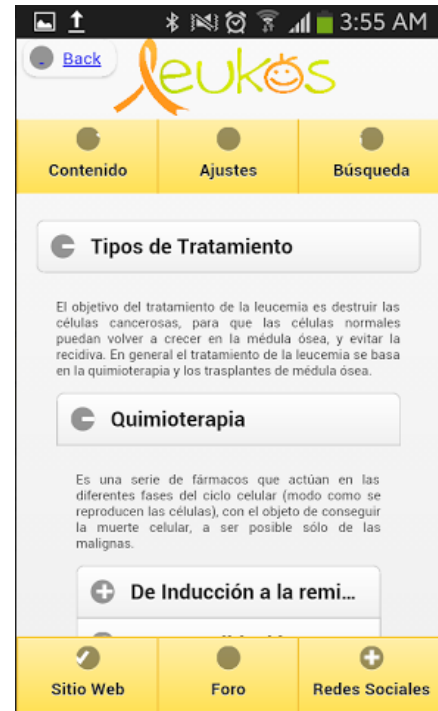 3:55 AM
Back
Leukos
Contenido
Ajustes
Búsqueda
Tipos de Tratamiento
El objetivo del tratamiento de la leucemia es destruir las
células cancerosas, para que las células normales
puedan volver a crecer en la médula ósea, y evitar la
recidiva. En general el tratamiento de la leucemia se basa
en la quimioterapia y los trasplantes de médula ósea.
Quimioterapia
Es una serie de fármacos que actúan en las
diferentes fases del ciclo celular (modo como se
reproducen las células), con el objeto de conseguir
la muerte celular, a ser posible sólo de las
malignas.
De Inducción a la remi...
Sitio Web
Foro
Redes Sociales